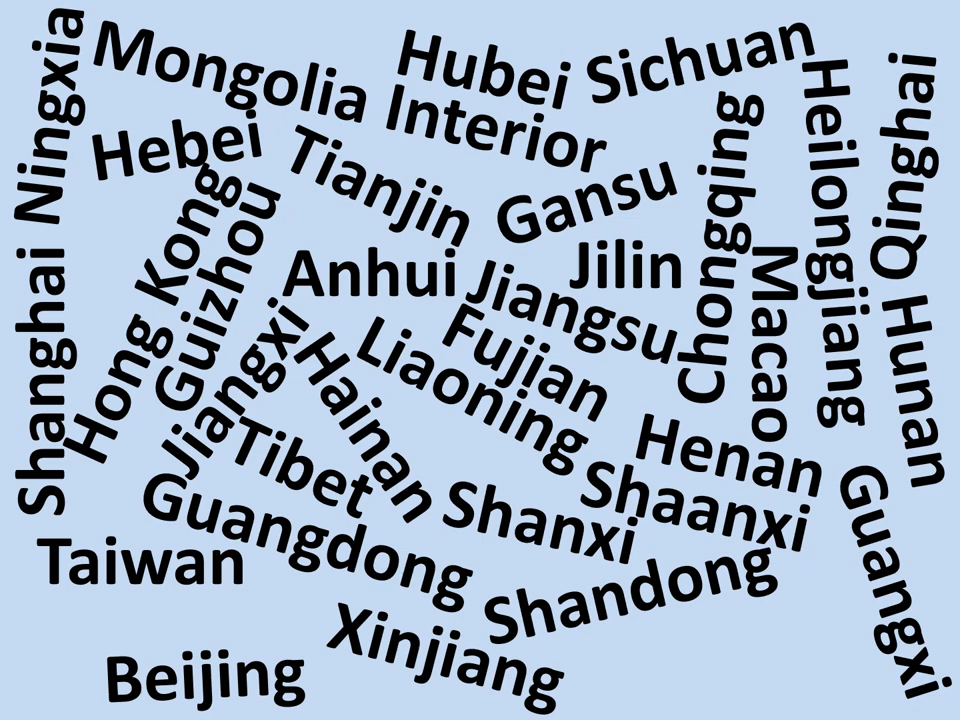 Ningxia
Mongolia Interior
Hubei
Sichuan
Heilongjiang
Qinghai
Hebei
Tianjin
Gansu
Chongqing
Hong Kong
Guizhou
Anhui
Jilin
Jiangsu
Macao
Shanghai
Jiangxi
Hainan
Liaoning
Fujian
Hunan
Tibet
Henan
Guangdong
Shanxi
Shaanxi
Guangxi
Taiwan
Shandong
Xinjiang
Beijing